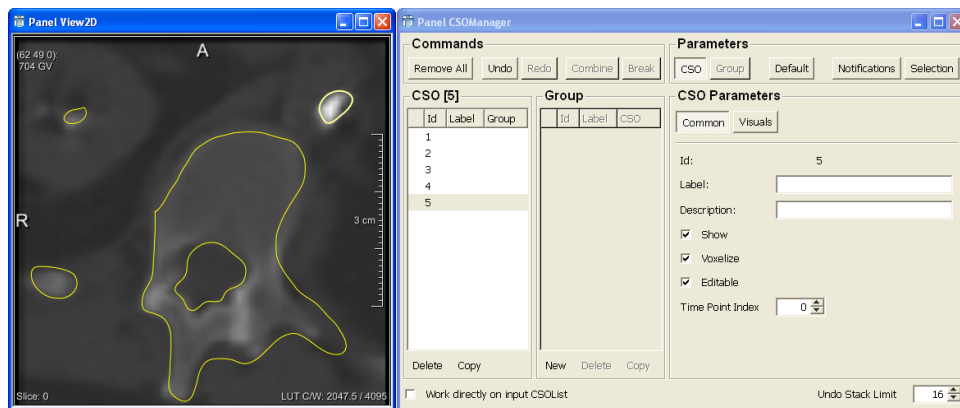 Panel View2D
(62 49 0):
704 GV
A
R
3 cm
Slice: 0
LUT C/W: 2047.5 / 4095
Panel CSOManager
Commands
Remove All Undo Redo Combine Break
Parameters
CSO Group Default Notifications Selection
CSO [5]
Id Label Group
1
2
3
4
5
Delete Copy
Group
Id Label CSO
New Delete Copy
CSO Parameters
Common Visuals
Id: 5
Label:
Description:
Show
Voxelize
Editable
Time Point Index 0
Work directly on input CSOList
Undo Stack Limit 16